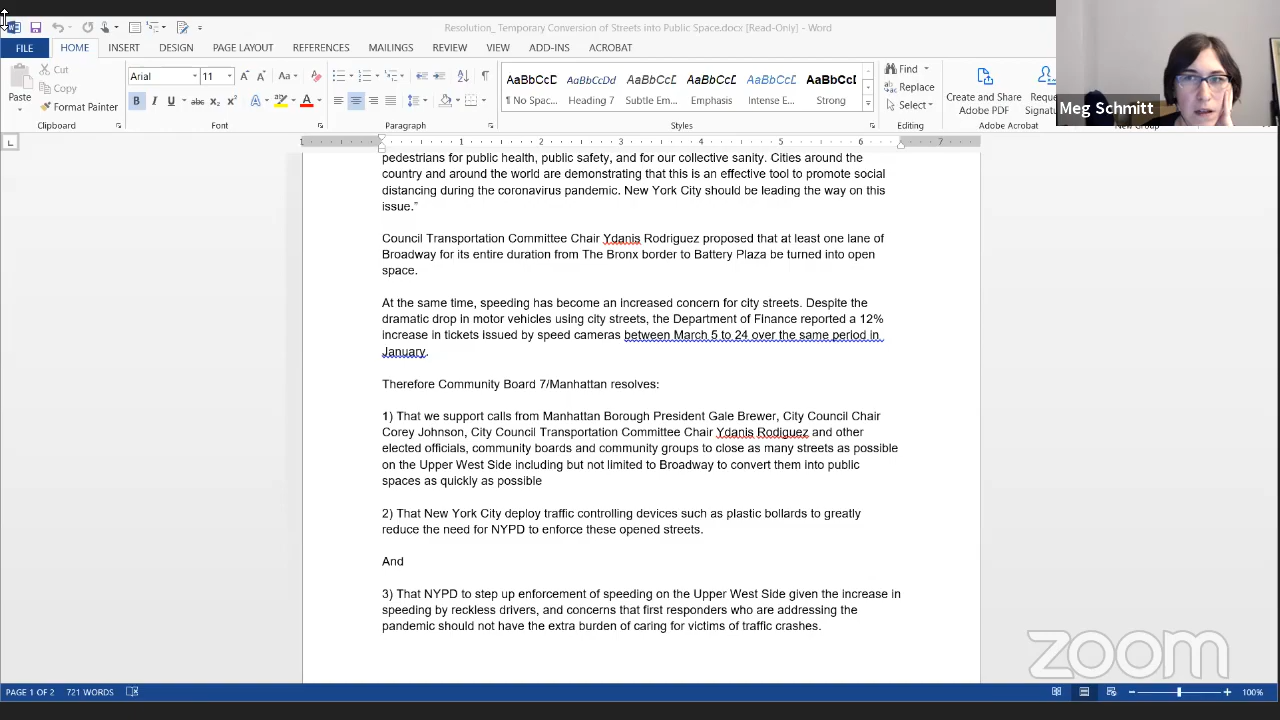 Resolution_ Temporary Conversion of Streets into Public Space.docx [Read-Only] - Word
FILE HOME INSERT DESIGN PAGE LAYOUT REFERENCES MAILINGS REVIEW VIEW ADD-INS ACROBAT
Paste
Cut
Copy
Format Painter
Clipboard
Arial 11
Font
Paragraph
AaBbCcD AaBbCcDd AaBbCcD AaBbCcD AaBbCcD AaBbCcD
¶ No Spac... Heading 7 Subtle Em... Emphasis Intense E... Strong
Styles
Find
Replace
Select
Editing
Create and Share
Adobe PDF
Adobe Acrobat
Meg Schmitt
1 1 2 3 4 5 6 7
pedestrians for public health, public safety, and for our collective sanity. Cities around the
country and around the world are demonstrating that this is an effective tool to promote social
distancing during the coronavirus pandemic. New York City should be leading the way on this
issue.”
Council Transportation Committee Chair Ydanis Rodriguez proposed that at least one lane of
Broadway for its entire duration from The Bronx border to Battery Plaza be turned into open
space.
At the same time, speeding has become an increased concern for city streets. Despite the
dramatic drop in motor vehicles using city streets, the Department of Finance reported a 12%
increase in tickets issued by speed cameras between March 5 to 24 over the same period in
January.
Therefore Community Board 7/Manhattan resolves:
1) That we support calls from Manhattan Borough President Gale Brewer, City Council Chair
Corey Johnson, City Council Transportation Committee Chair Ydanis Rodiguez and other
elected officials, community boards and community groups to close as many streets as possible
on the Upper West Side including but not limited to Broadway to convert them into public
spaces as quickly as possible
2) That New York City deploy traffic controlling devices such as plastic bollards to greatly
reduce the need for NYPD to enforce these opened streets.
And
3) That NYPD to step up enforcement of speeding on the Upper West Side given the increase in
speeding by reckless drivers, and concerns that first responders who are addressing the
pandemic should not have the extra burden of caring for victims of traffic crashes.
zoom
PAGE 1 OF 2 721 WORDS 100%